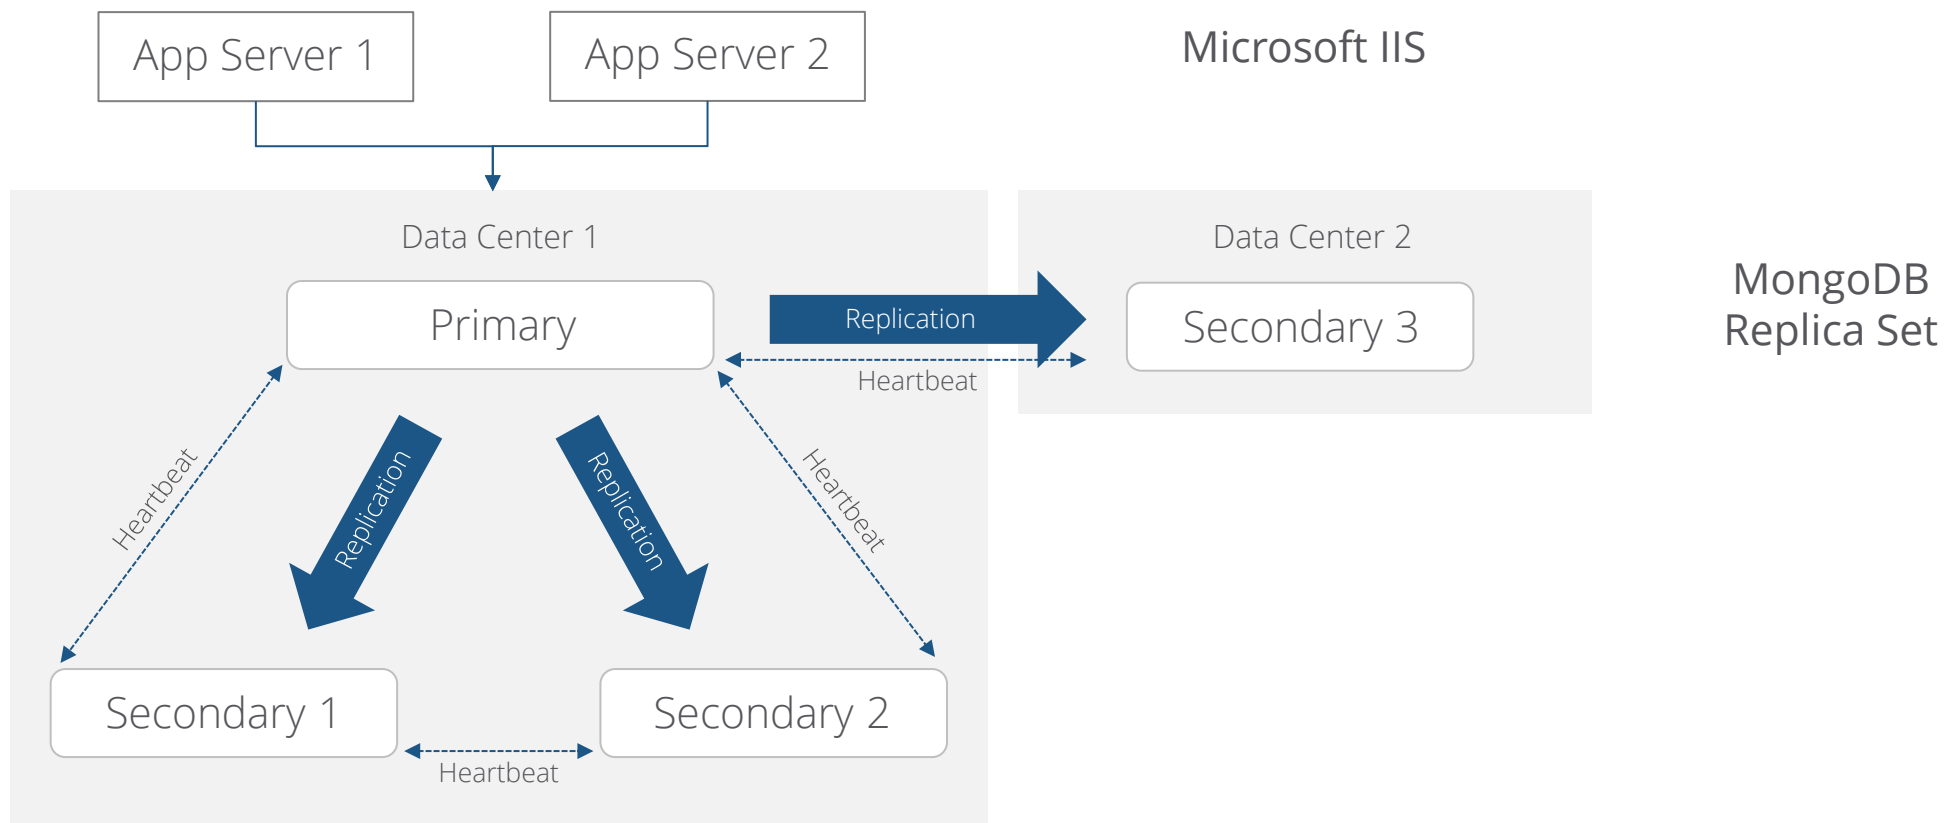 App Server 1
App Server 2
Microsoft IIS
Data Center 1
Data Center 2
Primary
Replication
Secondary 3
MongoDB
Replica Set
Heartbeat
Heartbeat
Replication
Replication
Heartbeat
Secondary 1
Secondary 2
Heartbeat